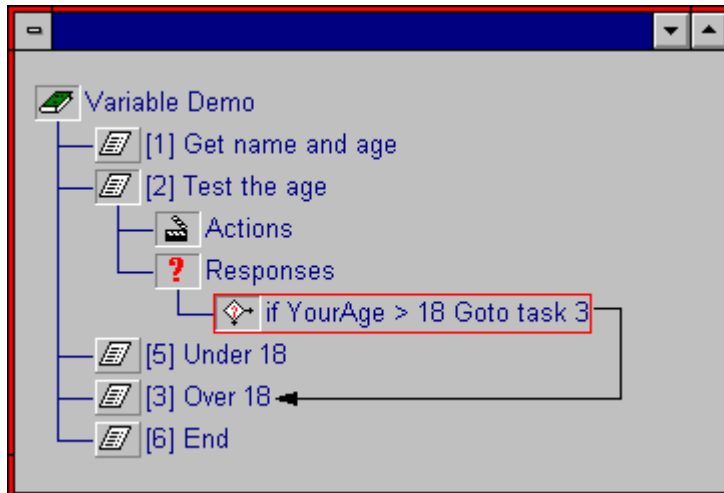 Variable Demo
[1] Get name and age
[2] Test the age
Actions
? Responses
if YourAge > 18 Goto task 3
[5] Under 18
[3] Over 18
[6] End